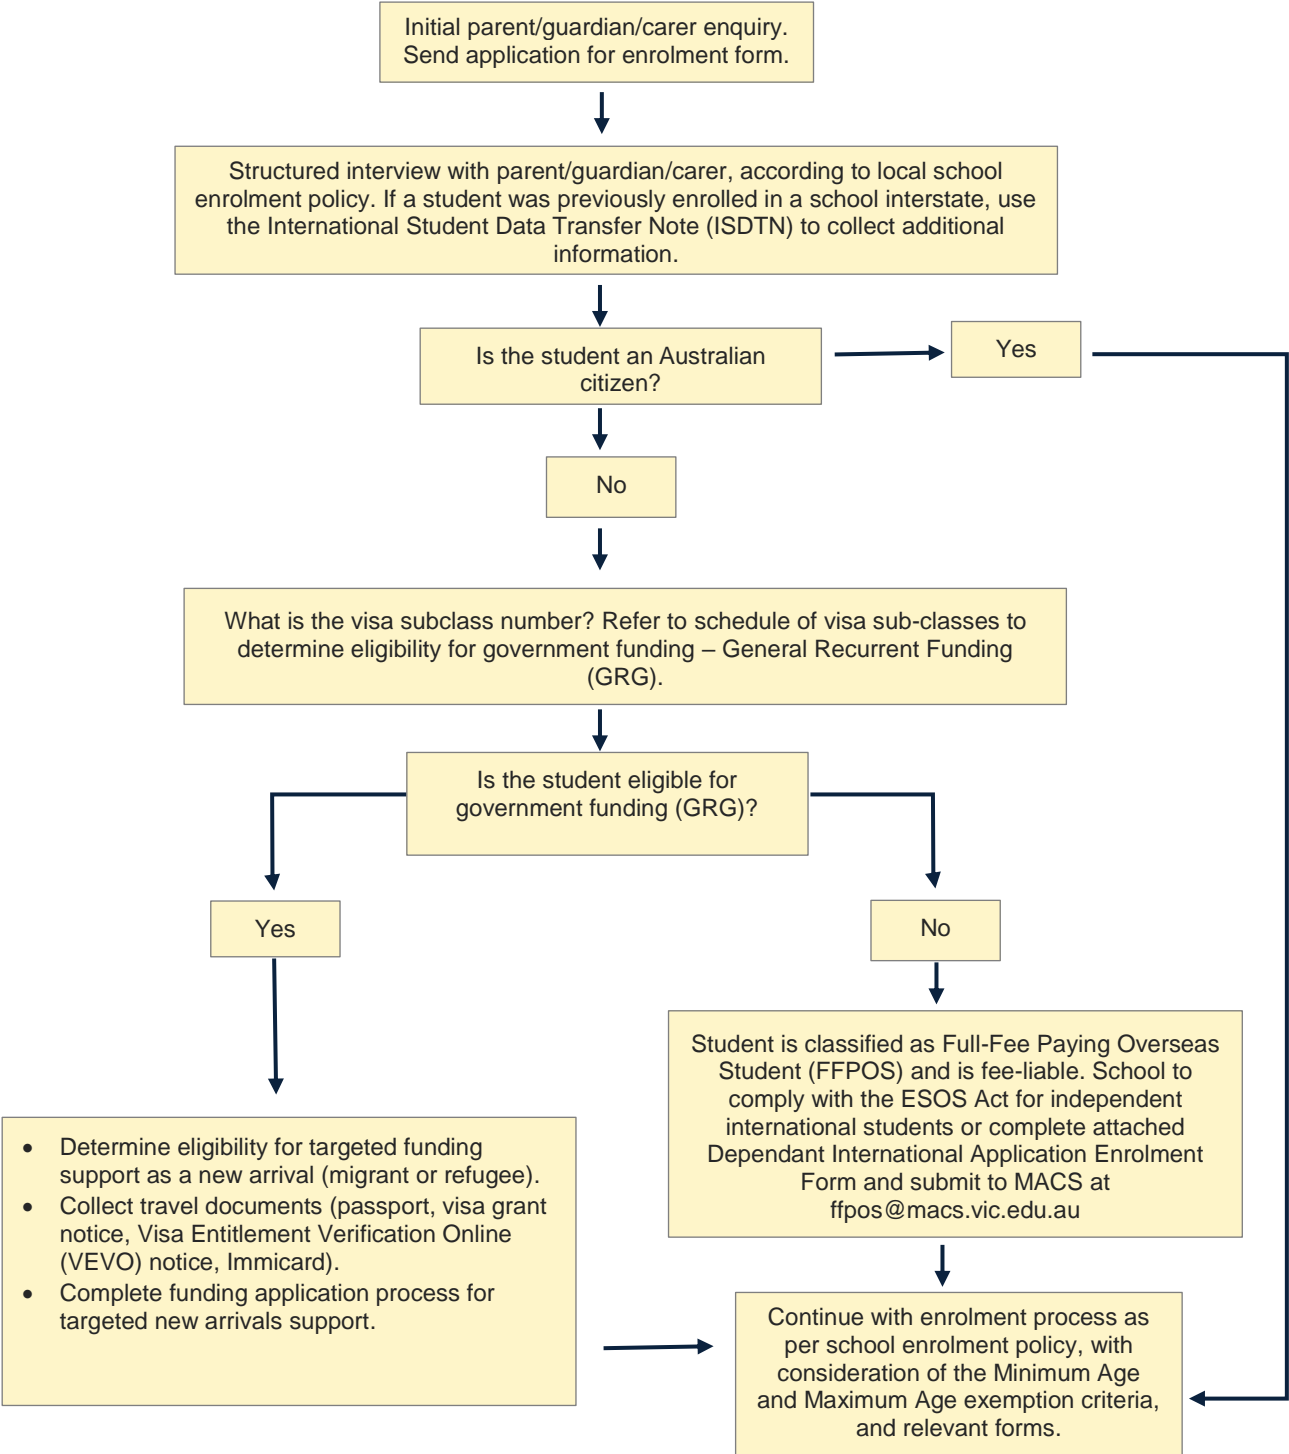 Initial parent/guardian/carer enquiry.
Send application for enrolment form.
Structured interview with parent/guardian/carer, according to local school
enrolment policy. If a student was previously enrolled in a school interstate, use
the International Student Data Transfer Note (ISDTN) to collect additional
information.
Is the student an Australian
citizen?
Yes
No
What is the visa subclass number? Refer to schedule of visa sub-classes to
determine eligibility for government funding – General Recurrent Funding
(GRG).
Is the student eligible for
government funding (GRG)?
Yes
No
Student is classified as Full-Fee Paying Overseas
Student (FFPOS) and is fee-liable. School to
comply with the ESOS Act for independent
international students or complete attached
Dependant International Application Enrolment
Form and submit to MACS at
ffpos@macs.vic.edu.au
• Determine eligibility for targeted funding
support as a new arrival (migrant or refugee).
• Collect travel documents (passport, visa grant
notice, Visa Entitlement Verification Online
(VEVO) notice, Immicard).
• Complete funding application process for
targeted new arrivals support.
Continue with enrolment process as
per school enrolment policy, with
consideration of the Minimum Age
and Maximum Age exemption criteria,
and relevant forms.